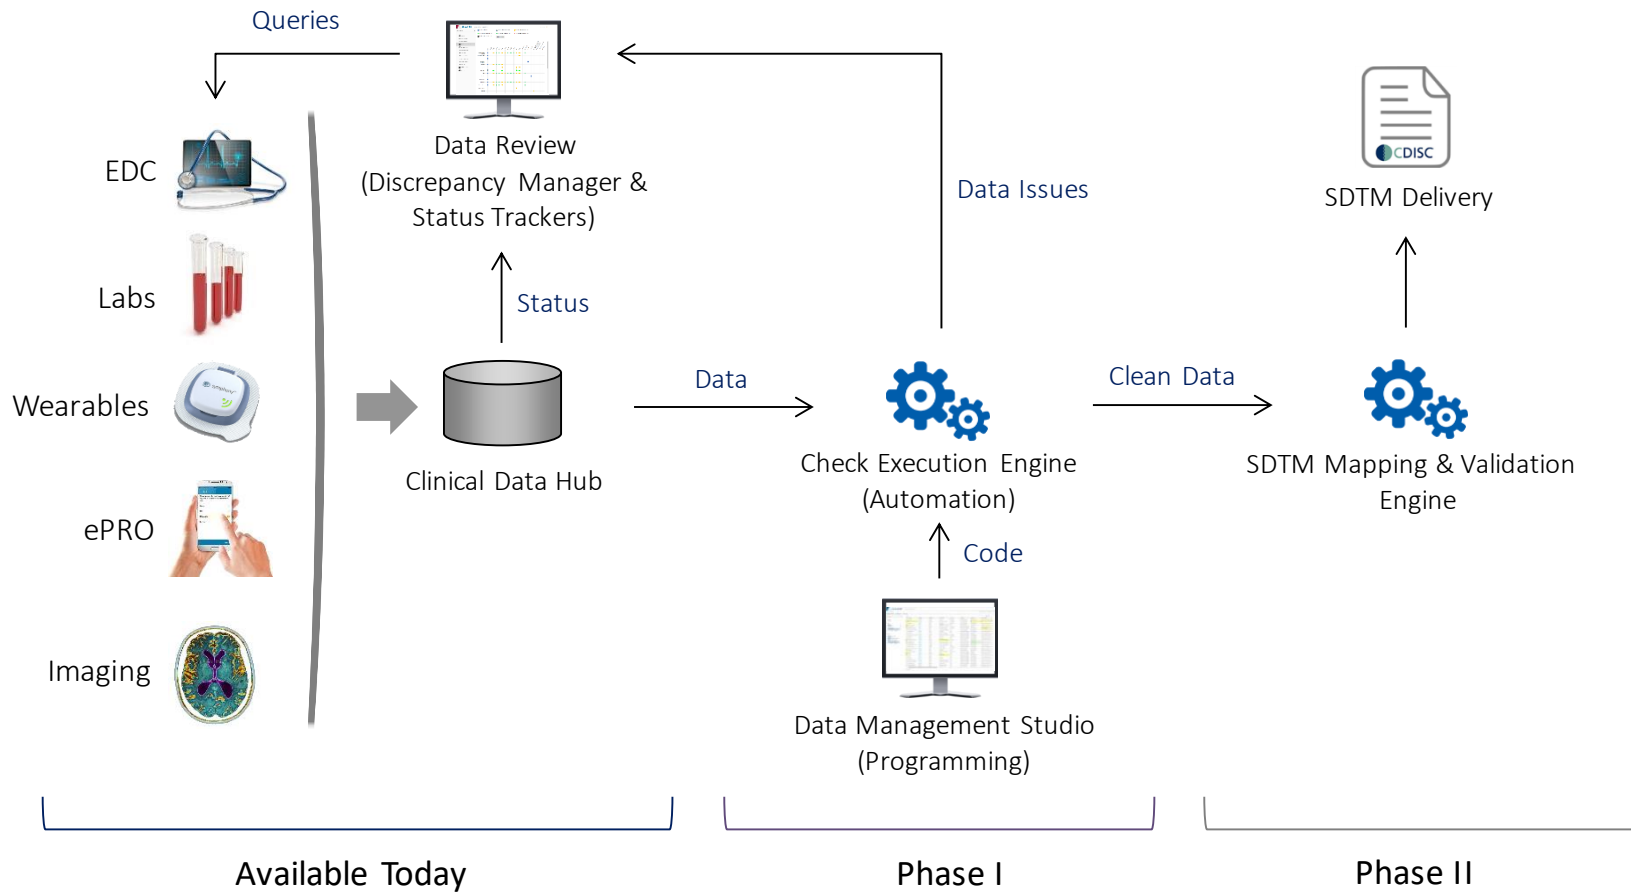 Queries
EDC
Labs
Wearables
ePRO
Imaging
Data Review
(Discrepancy Manager &
Status Trackers)
Status
Clinical Data Hub
Data
Data Issues
Check Execution Engine
(Automation)
Code
Data Management Studio
(Programming)
Clean Data
CDISC
SDTM Delivery
SDTM Mapping & Validation
Engine
Available Today
Phase I
Phase II